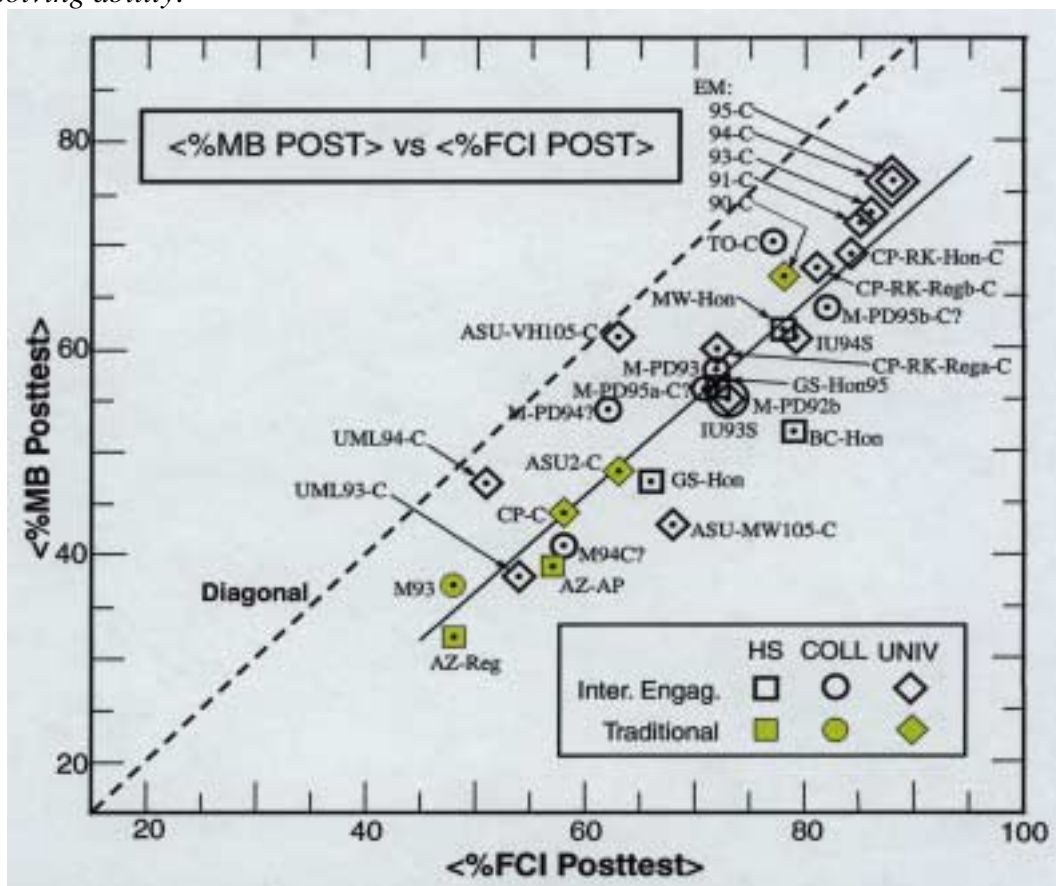 solving ability.
<%MB POST> vs <%FCI POST>
EM:
95-C
94-C
93-C
91-C
90-C
TO-C
CP-RK-Hon-C
CP-RK-Regb-C
MW-Hon
M-PD95b-C?
ASU-VH105-C
IU94S
M-PD93
CP-RK-Rega-C
M-PD95a-C?
GS-Hon95
M-PD94?
M-PD92b
IU93S
BC-Hon
UML94-C
ASU2-C
GS-Hon
UML93-C
CP-C
ASU-MW105-C
M94C?
Diagonal
M93
AZ-AP
AZ-Reg
HS COLL UNIV
Inter. Engag.
Traditional
80
60
40
20
<%MB Posttest>
20 40 60 80 100
<%FCI Posttest>